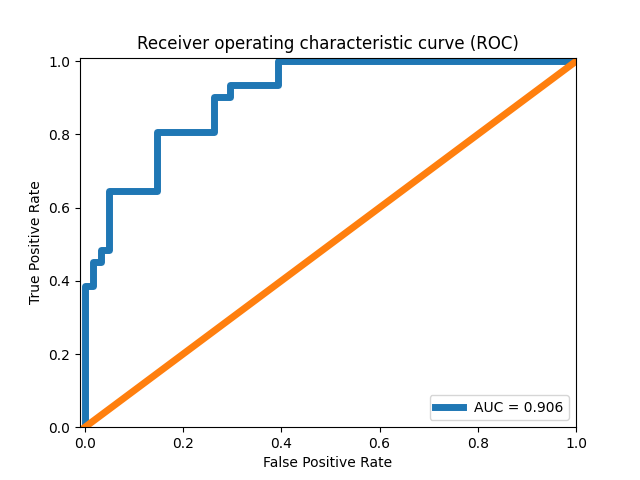 Receiver operating characteristic curve (ROC)
1.0
0.8
0.6
0.4
0.2
0.0
True Positive Rate
AUC = 0.906
0.0 0.2 0.4 0.6 0.8 1.0
False Positive Rate